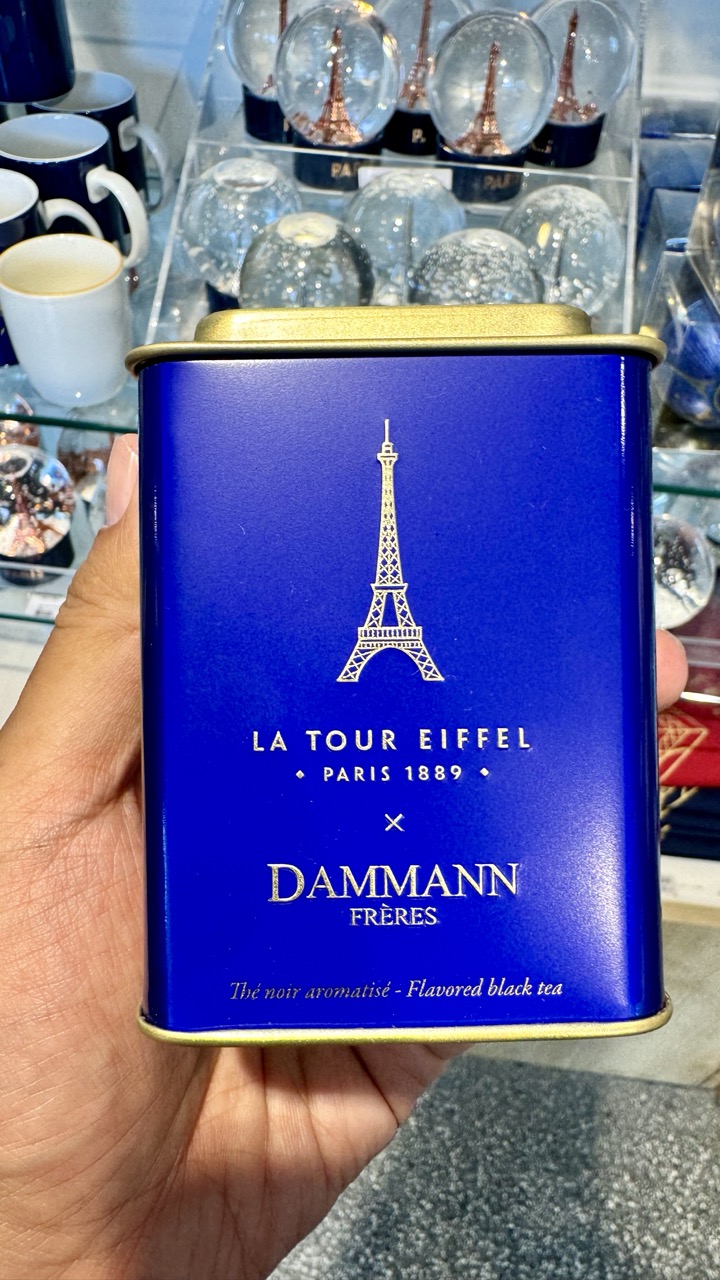 LA TOUR EIFFEL
• PARIS 1889 •
×
DAMMANN
FRÈRES
Thé noir aromatisé - Flavored black tea